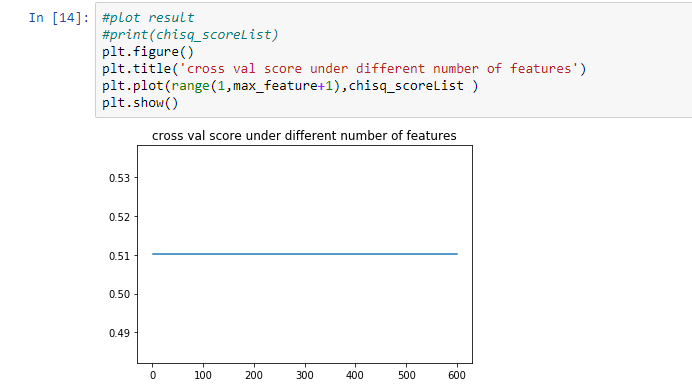 In [14]: #plot result
#print(chisq_scoreList)
plt.figure()
plt.title('cross val score under different number of features')
plt.plot(range(1,max_feature+1),chisq_scoreList )
plt.show()
cross val score under different number of features
0.53
0.52
0.51
0.50
0.49
0 100 200 300 400 500 600